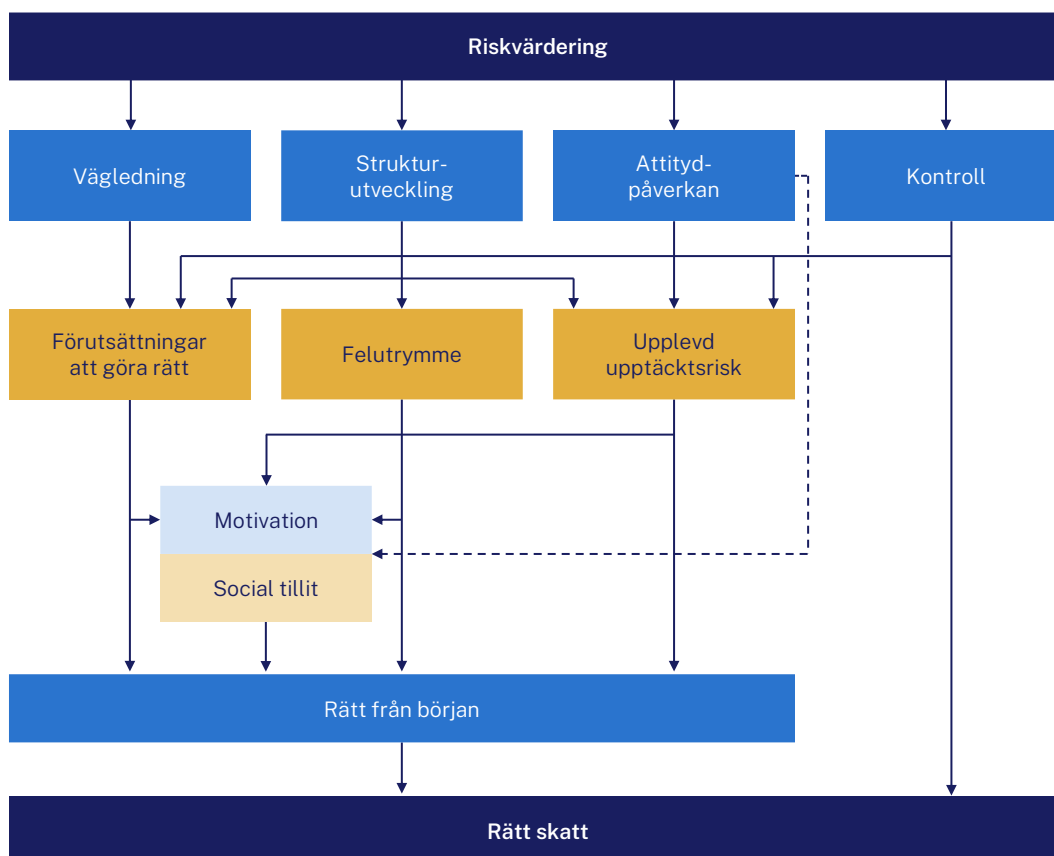 Riskvärdering
Vägledning
Struktur-
utveckling
Attityd-
påverkan
Kontroll
Förutsättningar
att göra rätt
Felutrymme
Upplevd
upptäcktsrisk
Motivation
Social tillit
Rätt från början
Rätt skatt